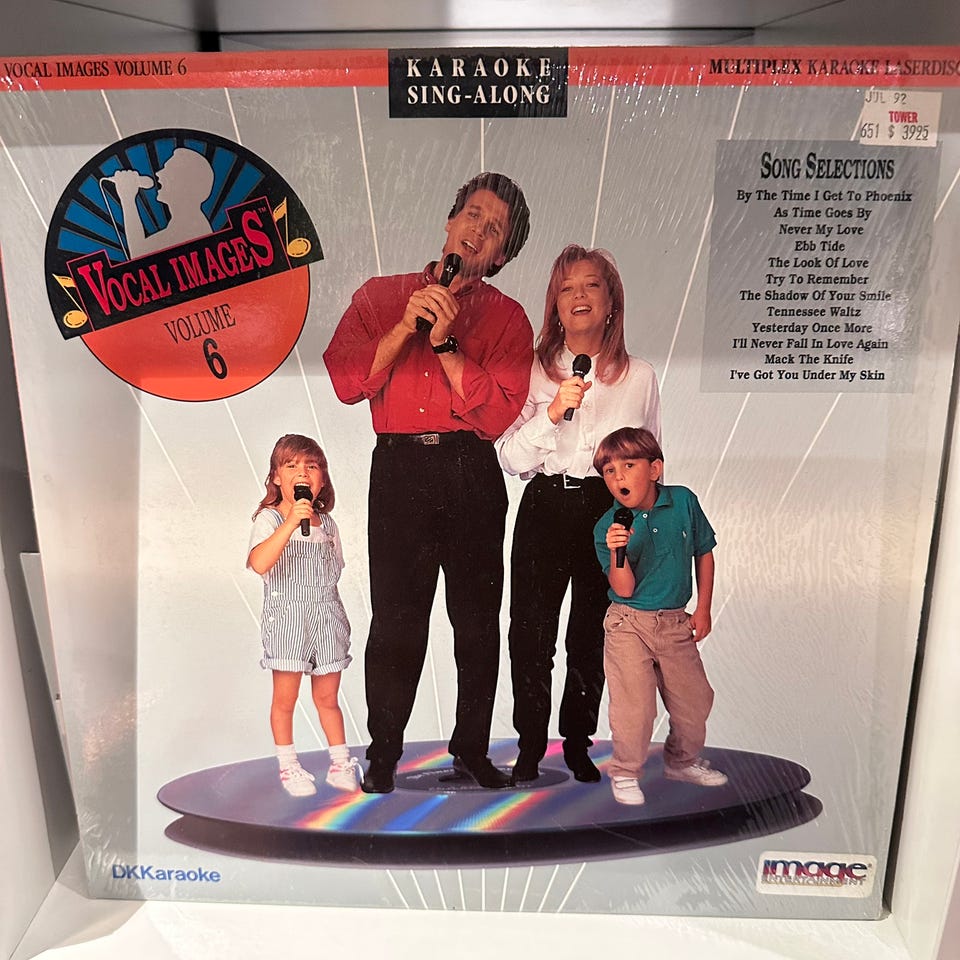 VOCAL IMAGES VOLUME 6
KARAOKE
SING-ALONG
MULTIPLEX KARAOKE LASERDISC
JUL 92
TOWER
651 $ 3995
VOCAL IMAGES™
VOLUME
6
SONG SELECTIONS
By The Time I Get To Phoenix
As Time Goes By
Never My Love
Ebb Tide
The Look Of Love
Try To Remember
The Shadow Of Your Smile
Tennessee Waltz
Yesterday Once More
I'll Never Fall In Love Again
Mack The Knife
I've Got You Under My Skin
DKKaraoke
image
ENTERTAINMENT